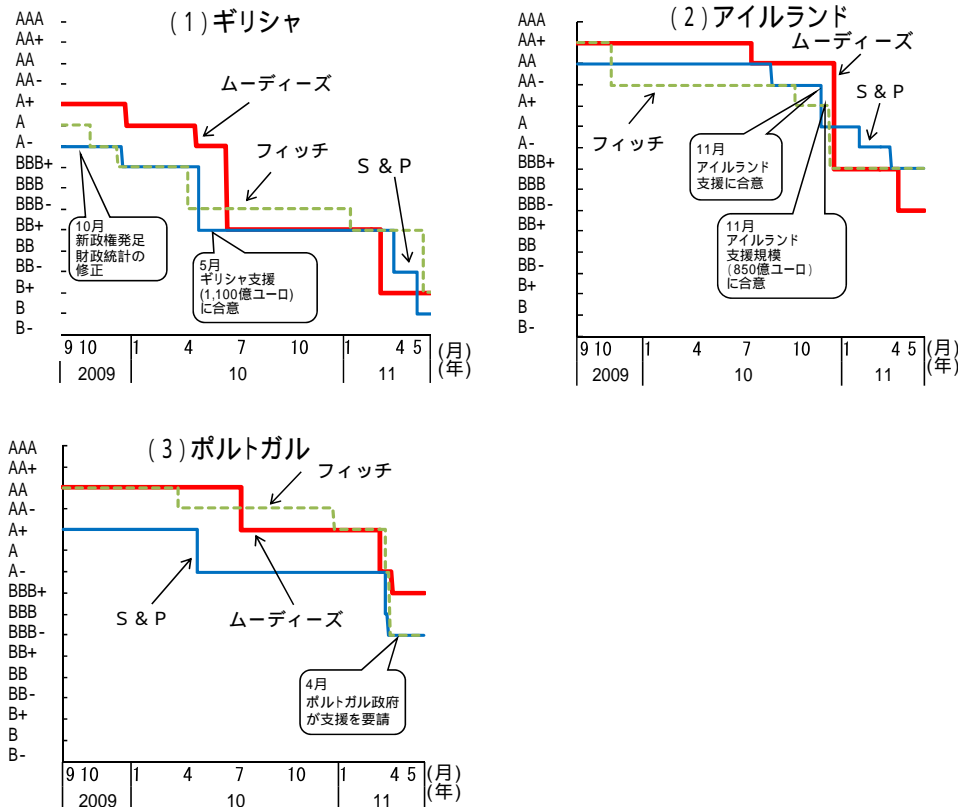 (1)ギリシャ
AAA
AA+
AA
AA-
A+
A
A-
BBB+
BBB
BBB-
BB+
BB
BB-
B+
B
B-
ムーディーズ
フィッチ
S & P
10月
新政権発足
財政統計の
修正
5月
ギリシャ支援
(1,100億ユーロ)
に合意
9 10 1 4 7 10 1 4 5 (月)
2009 10 11 (年)
(2)アイルランド
AAA
AA+
AA
AA-
A+
A
A-
BBB+
BBB
BBB-
BB+
BB
BB-
B+
B
B-
ムーディーズ
S & P
フィッチ
11月
アイルランド
支援に合意
11月
アイルランド
支援規模
(850億ユーロ)
に合意
9 10 1 4 7 10 1 4 5 (月)
2009 10 11 (年)
(3)ポルトガル
AAA
AA+
AA
AA-
A+
A
A-
BBB+
BBB
BBB-
BB+
BB
BB-
B+
B
B-
フィッチ
S & P
ムーディーズ
4月
ポルトガル政府
が支援を要請
9 10 1 4 7 10 1 4 5 (月)
2009 10 11 (年)